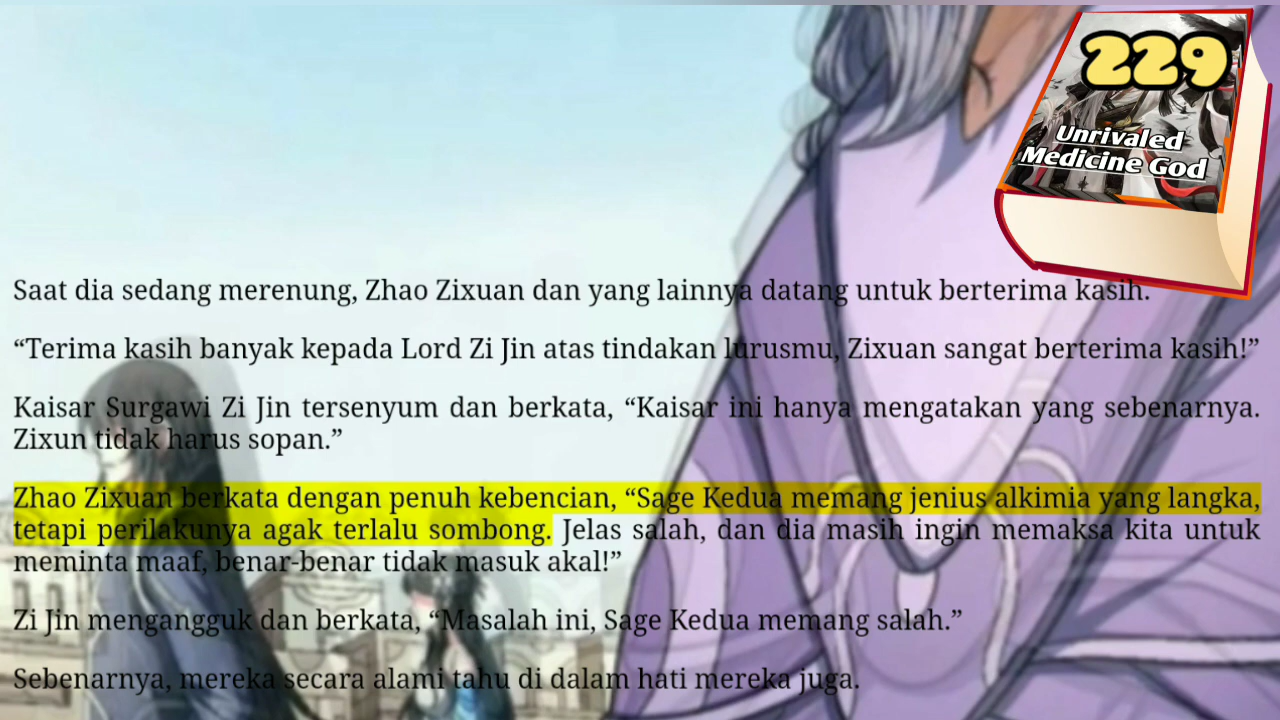 229
Unrivaled
Medicine God
Saat dia sedang merenung, Zhao Zixuan dan yang lainnya datang untuk berterima kasih.
“Terima kasih banyak kepada Lord Zi Jin atas tindakan lurusmu, Zixuan sangat berterima kasih!”
Kaisar Surgawi Zi Jin tersenyum dan berkata, “Kaisar ini hanya mengatakan yang sebenarnya.
Zixun tidak harus sopan.”
Zhao Zixuan berkata dengan penuh kebencian, “Sage Kedua memang jenius alkimia yang langka,
tetapi perilakunya agak terlalu sombong. Jelas salah, dan dia masih ingin memaksa kita untuk
meminta maaf, benar-benar tidak masuk akal!”
Zi Jin mengangguk dan berkata, “Masalah ini, Sage Kedua memang salah.”
Sebenarnya, mereka secara alami tahu di dalam hati mereka juga.